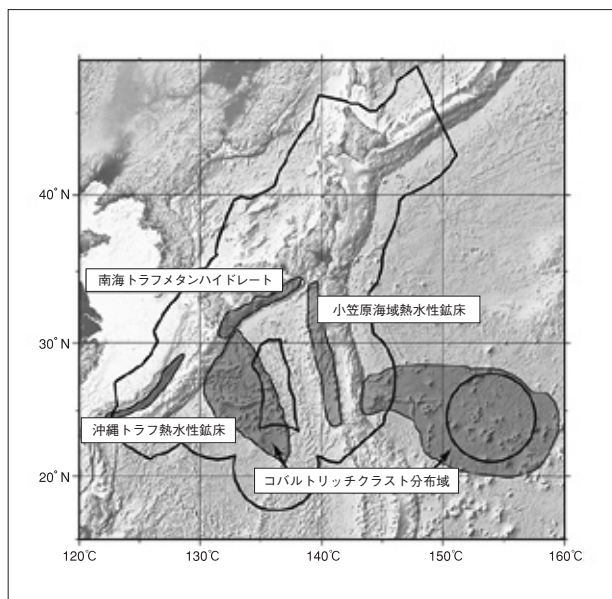 40°N
南海トラフメタンハイドレート
小笠原海域熱水性鉱床
30°N
沖縄トラフ熱水性鉱床
コバルトリッチクラスト分布域
20°N
120℃ 130℃ 140℃ 150℃ 160℃